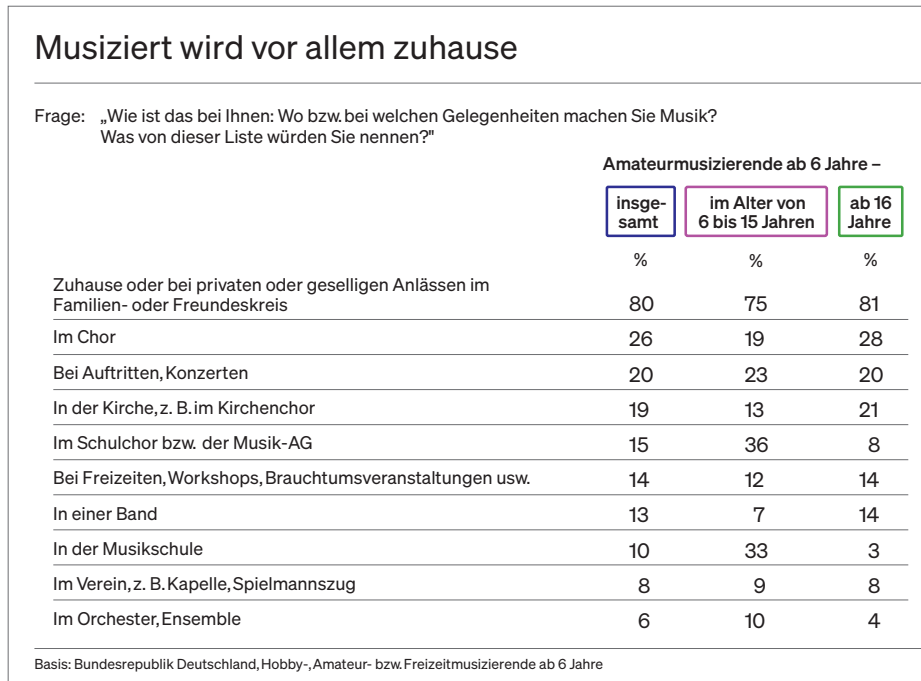 Musiziert wird vor allem zuhause
Frage: „Wie ist das bei Ihnen: Wo bzw. bei welchen Gelegenheiten machen Sie Musik?
Was von dieser Liste würden Sie nennen?"
Amateurmusizierende ab 6 Jahre –
insge- im Alter von ab 16
samt 6 bis 15 Jahren Jahre
% % %
Zuhause oder bei privaten oder geselligen Anlässen im
Familien- oder Freundeskreis 80 75 81
Im Chor 26 19 28
Bei Auftritten, Konzerten 20 23 20
In der Kirche, z. B. im Kirchenchor 19 13 21
Im Schulchor bzw. der Musik-AG 15 36 8
Bei Freizeiten, Workshops, Brauchtumsveranstaltungen usw. 14 12 14
In einer Band 13 7 14
In der Musikschule 10 33 3
Im Verein, z. B. Kapelle, Spielmannszug 8 9 8
Im Orchester, Ensemble 6 10 4
Basis: Bundesrepublik Deutschland, Hobby-, Amateur- bzw. Freizeitmusizierende ab 6 Jahre